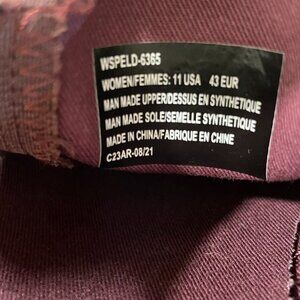 WSPELD-6365
WOMEN/FEMMES: 11 USA 43 EUR
MAN MADE UPPER/DESSUS EN SYNTHETIQUE
MAN MADE SOLE/SEMELLE SYNTHETIQUE
MADE IN CHINA/FABRIQUE EN CHINE
C23AR-08/21